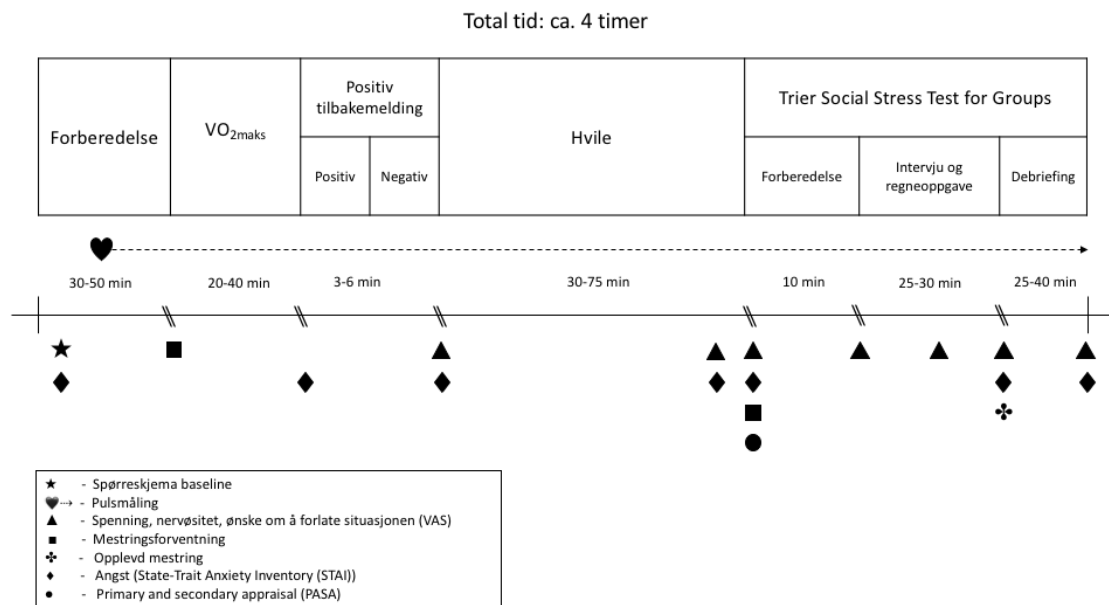 Total tid: ca. 4 timer
Forberedelse
VO2maks
Positiv
tilbakemelding
Positiv
Negativ
Hvile
Trier Social Stress Test for Groups
Forberedelse
Intervju og
regneoppgave
Debriefing
30-50 min
20-40 min
3-6 min
30-75 min
10 min
25-30 min
25-40 min
- Spørreskjema baseline
- Pulsmåling
- Spenning, nervøsitet, ønske om å forlate situasjonen (VAS)
- Mestringsforventning
- Opplevd mestring
- Angst (State-Trait Anxiety Inventory (STAI))
- Primary and secondary appraisal (PASA)